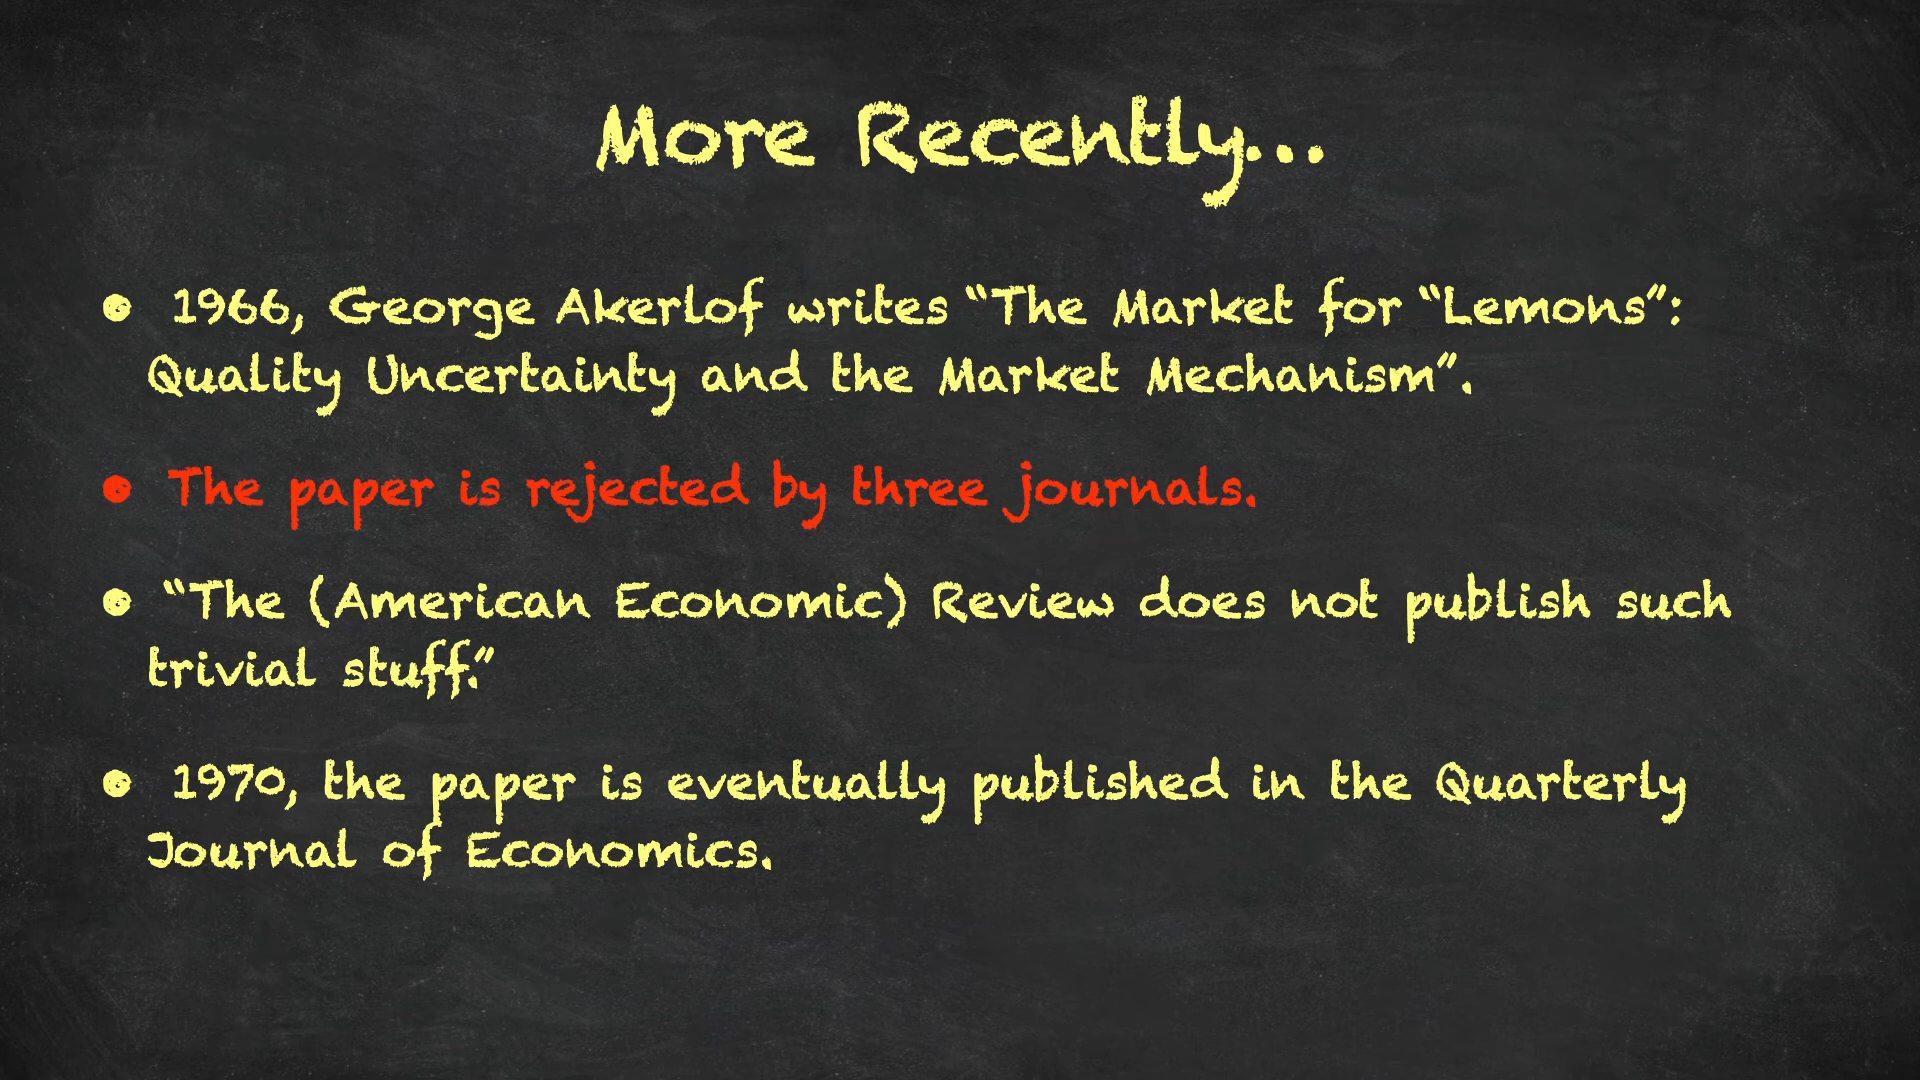 More Recently...
• 1966, George Akerlof writes “The Market for “Lemons”:
Quality Uncertainty and the Market Mechanism”.
• The paper is rejected by three journals.
• “The (American Economic) Review does not publish such
trivial stuff.”
• 1970, the paper is eventually published in the Quarterly
Journal of Economics.